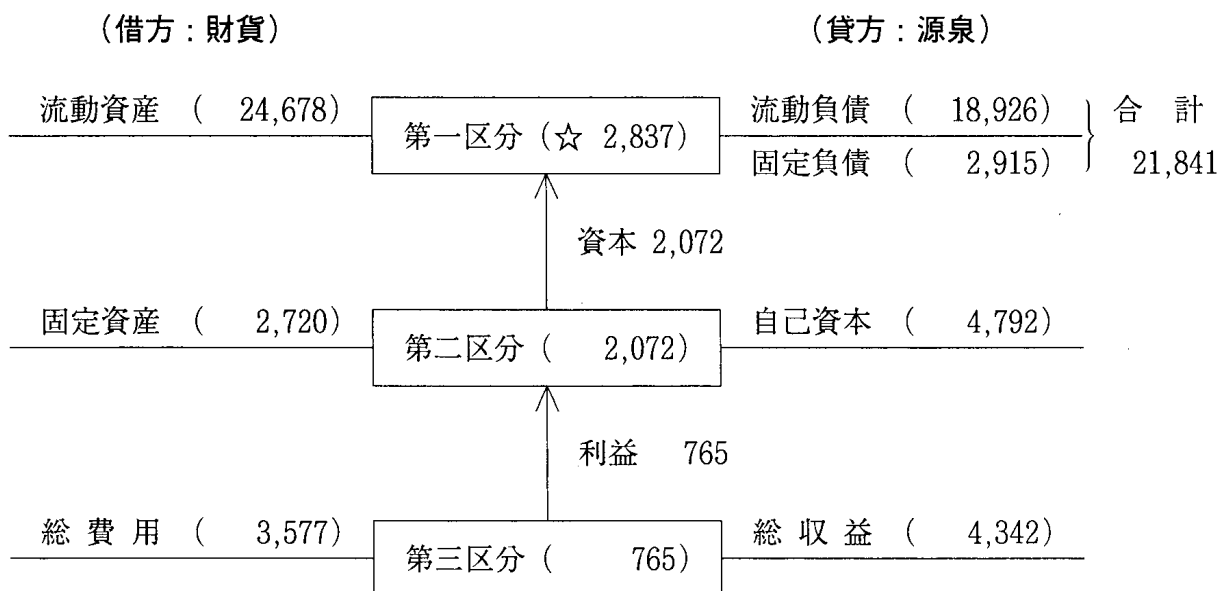 (借方:財貨) (貸方:源泉)
流動資産 ( 24,678) 第一区分 (☆ 2,837) 流動負債 ( 18,926) 合 計
固定負債 ( 2,915) 21,841
資本 2,072
固定資産 ( 2,720) 第二区分 ( 2,072) 自己資本 ( 4,792)
利益 765
総 費 用 ( 3,577) 第三区分 ( 765) 総 収 益 ( 4,342)